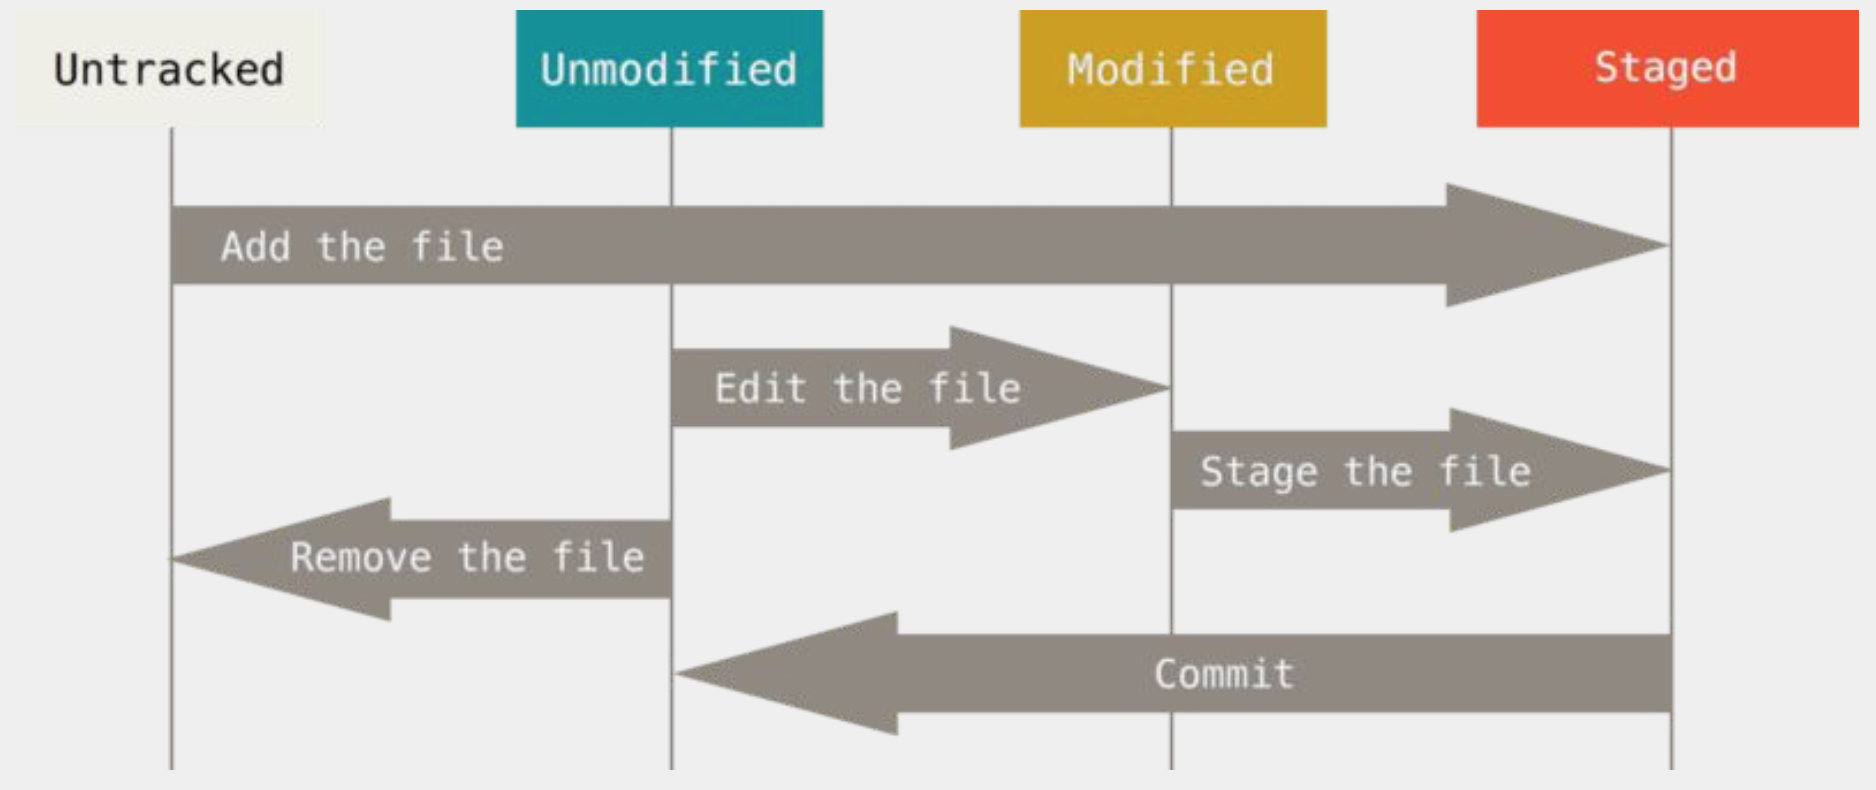 Untracked
Unmodified
Modified
Staged
Add the file
Edit the file
Stage the file
Remove the file
Commit